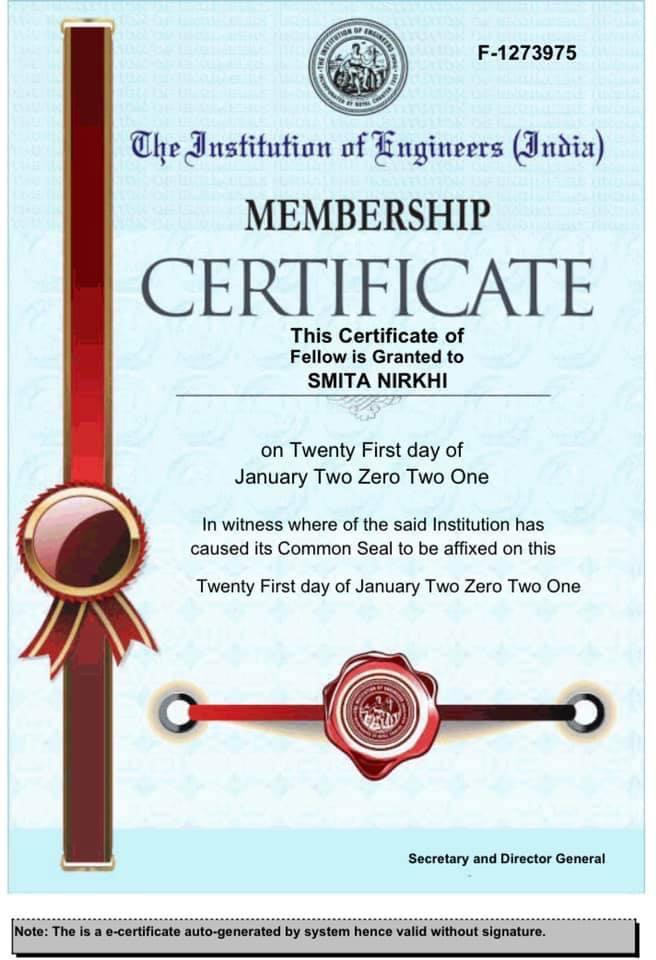 F-1273975
The Institution of Engineers (India)
MEMBERSHIP
CERTIFICATE
This Certificate of
Fellow is Granted to
SMITA NIRKHI
on Twenty First day of
January Two Zero Two One
In witness where of the said Institution has
caused its Common Seal to be affixed on this
Twenty First day of January Two Zero Two One
Secretary and Director General
Note: The is a e-certificate auto-generated by system hence valid without signature.